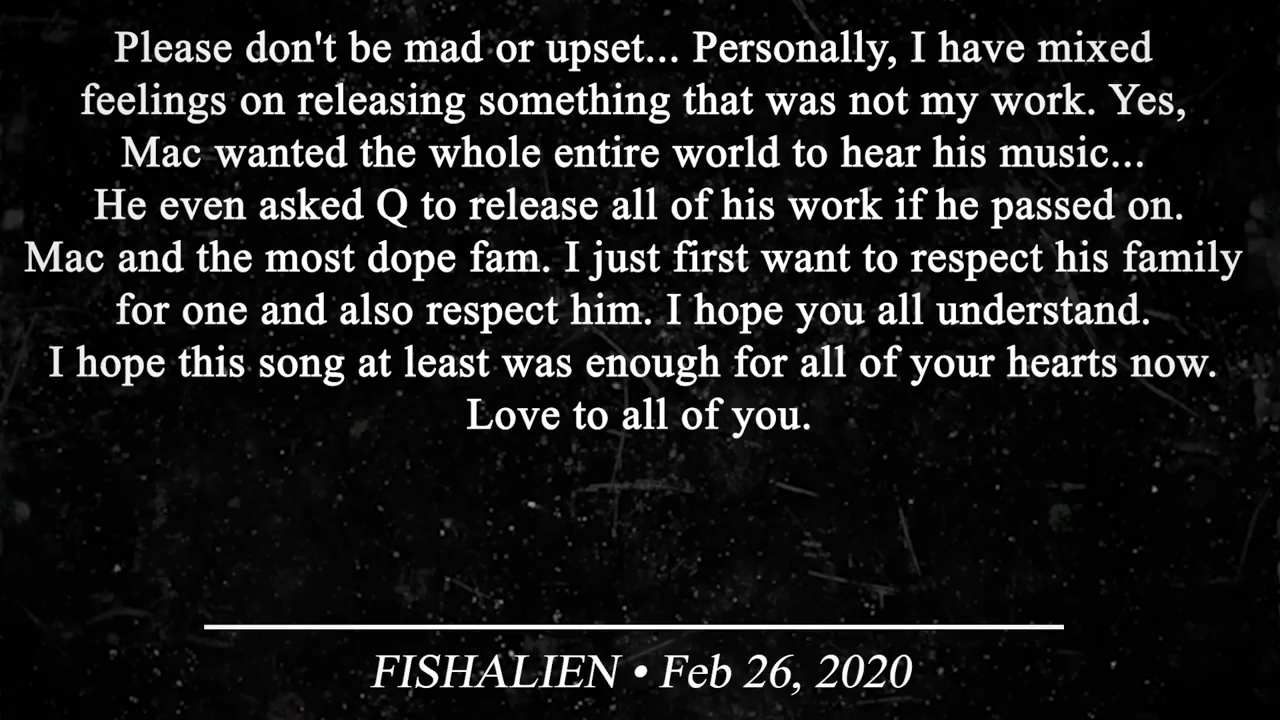 Please don't be mad or upset... Personally, I have mixed
feelings on releasing something that was not my work. Yes,
Mac wanted the whole entire world to hear his music...
He even asked Q to release all of his work if he passed on.
Mac and the most dope fam. I just first want to respect his family
for one and also respect him. I hope you all understand.
I hope this song at least was enough for all of your hearts now.
Love to all of you.
FISHALIEN • Feb 26, 2020